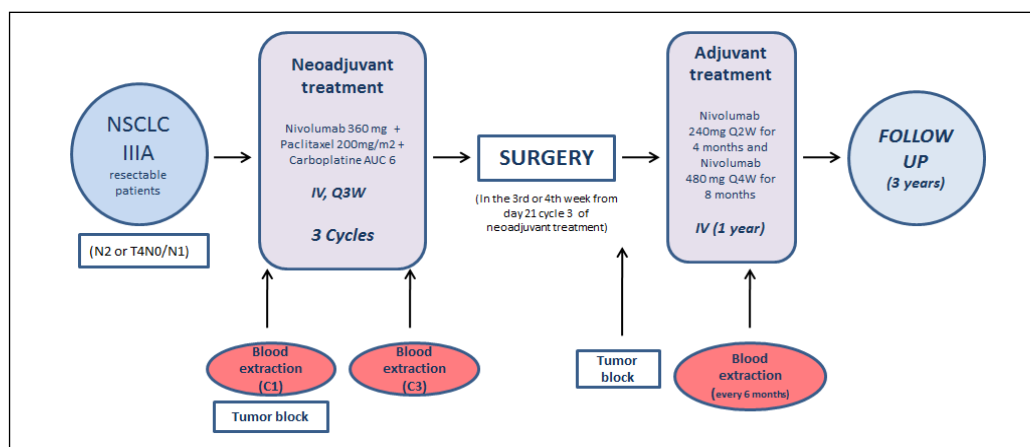 NSCLC
IIIA
resectable
patients
(N2 or T4N0/N1)
Neoadjuvant
treatment
Nivolumab 360 mg +
Paclitaxel 200mg/m2 +
Carboplatine AUC 6
IV, Q3W
3 Cycles
SURGERY
(In the 3rd or 4th week from
day 21 cycle 3 of
neoadjuvant treatment)
Adjuvant
treatment
Nivolumab
240mg Q2W for
4 months and
Nivolumab
480 mg Q4W for
8 months
IV (1 year)
FOLLOW
UP
(3 years)
Blood
extraction
(C1)
Tumor block
Blood
extraction
(C3)
Tumor
block
Blood
extraction
(every 6 months)